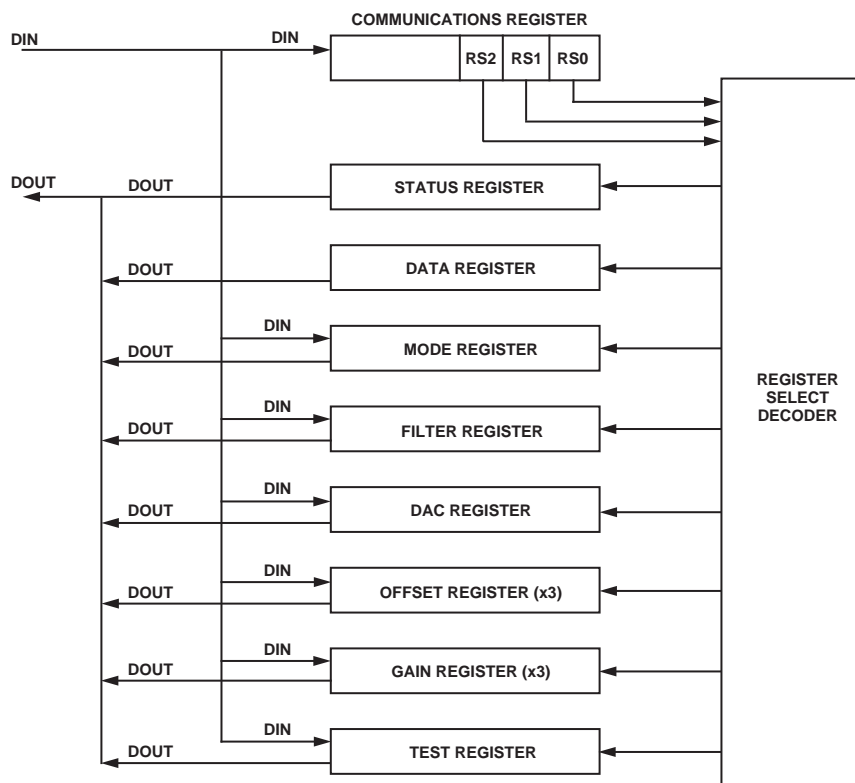 COMMUNICATIONS REGISTER
DIN
DIN
RS2 RS1 RS0
DOUT
DOUT
STATUS REGISTER
DOUT
DATA REGISTER
DIN
DOUT
MODE REGISTER
REGISTER
SELECT
DECODER
DIN
DOUT
FILTER REGISTER
DIN
DOUT
DAC REGISTER
DIN
DOUT
OFFSET REGISTER (x3)
DIN
DOUT
GAIN REGISTER (x3)
DIN
DOUT
TEST REGISTER